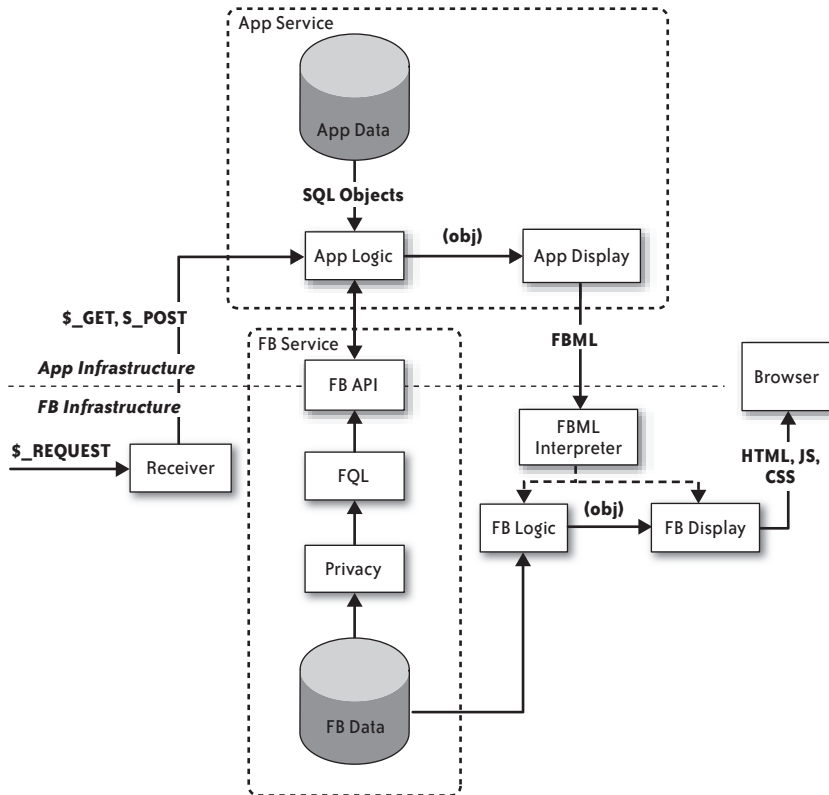 App Service
App Data
SQL Objects
App Logic
(obj)
App Display
$_GET, S_POST
FBML
FB Service
App Infrastructure
FB API
Browser
FB Infrastructure
$_REQUEST
Receiver
FBML
Interpreter
HTML, JS,
CSS
FQL
FB Logic
(obj)
FB Display
Privacy
FB Data